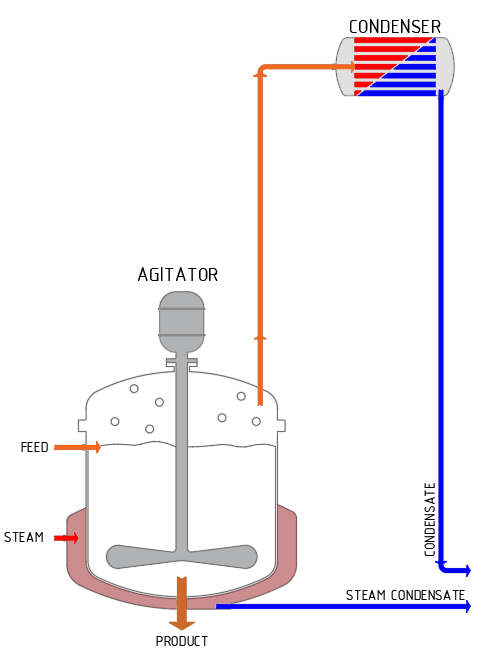 CONDENSER
AGITATOR
FEED
STEAM
CONDENSATE
STEAM CONDENSATE
PRODUCT